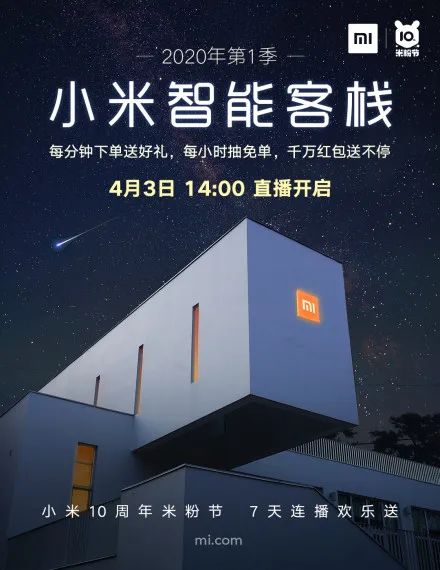 mi
10
米粉节
2020年第1季
小米智能客栈
每分钟下单送好礼，每小时抽免单，千万红包送不停
4月3日 14:00 直播开启
mi
小米10周年米粉节 7天连播欢乐送
mi.com